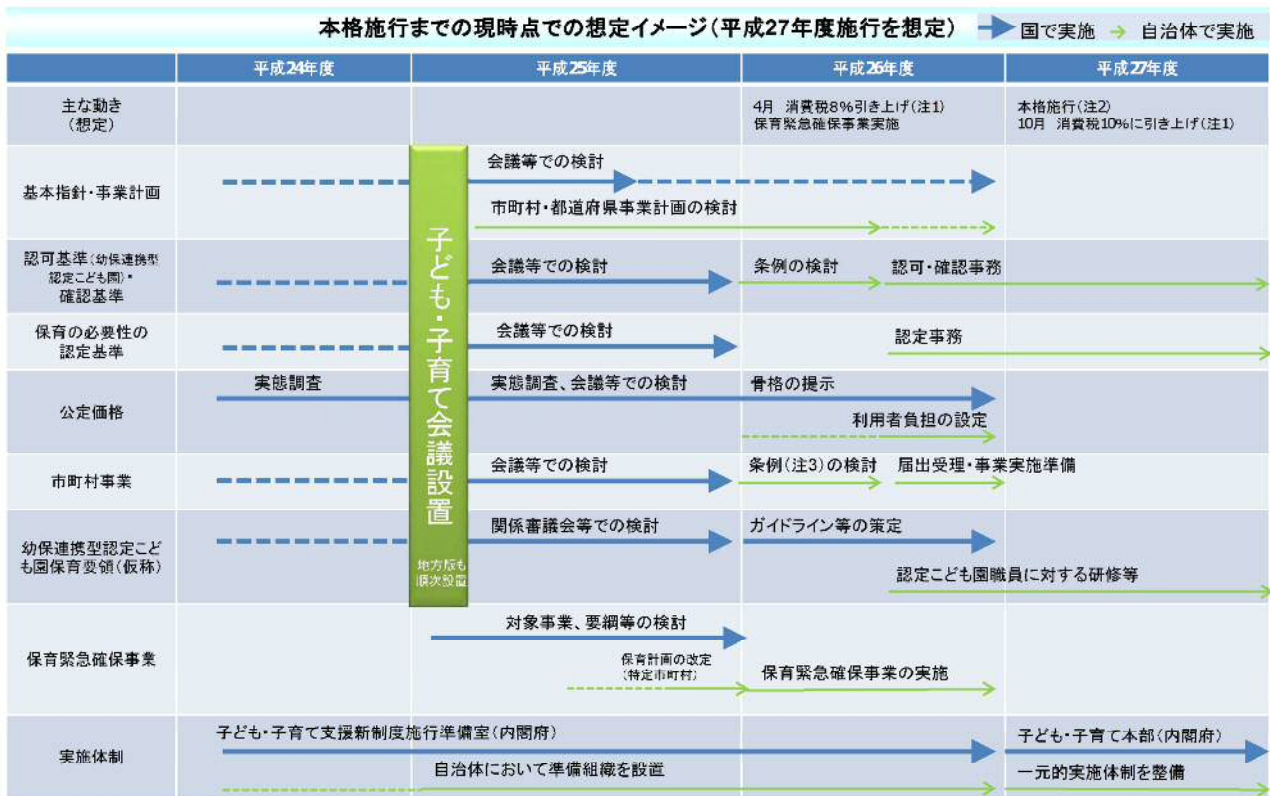 本格施行までの現時点での想定イメージ(平成27年度施行を想定)
国で実施
自治体で実施
平成24年度
平成25年度
平成26年度
平成27年度
主な動き
(想定)
4月 消費税8%引き上げ(注1)
保育緊急確保事業実施
本格施行(注2)
10月 消費税10%に引き上げ(注1)
子ども・子育て会議設置
地方版も
順次設置
基本指針・事業計画
会議等での検討
市町村・都道府県事業計画の検討
認可基準(幼保連携型
認定こども園)・
確認基準
会議等での検討
条例の検討
認可・確認事務
保育の必要性の
認定基準
会議等での検討
認定事務
公定価格
実態調査
実態調査、会議等での検討
骨格の提示
利用者負担の設定
市町村事業
会議等での検討
条例(注3)の検討
届出受理・事業実施準備
幼保連携型認定こど
も園保育要領(仮称)
関係審議会等での検討
ガイドライン等の策定
認定こども園職員に対する研修等
保育緊急確保事業
対象事業、要綱等の検討
保育計画の改定
(特定市町村)
保育緊急確保事業の実施
実施体制
子ども・子育て支援新制度施行準備室(内閣府)
自治体において準備組織を設置
子ども・子育て本部(内閣府)
一元的実施体制を整備